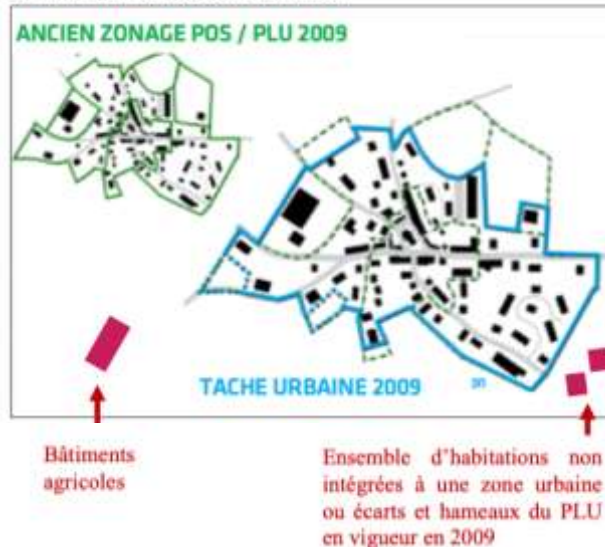 ANCIEN ZONAGE POS / PLU 2009
TACHE URBAINE 2009
Bâtiments
agricoles
Ensemble d'habitations non
intégrées à une zone urbaine
ou écarts et hameaux du PLU
en vigueur en 2009